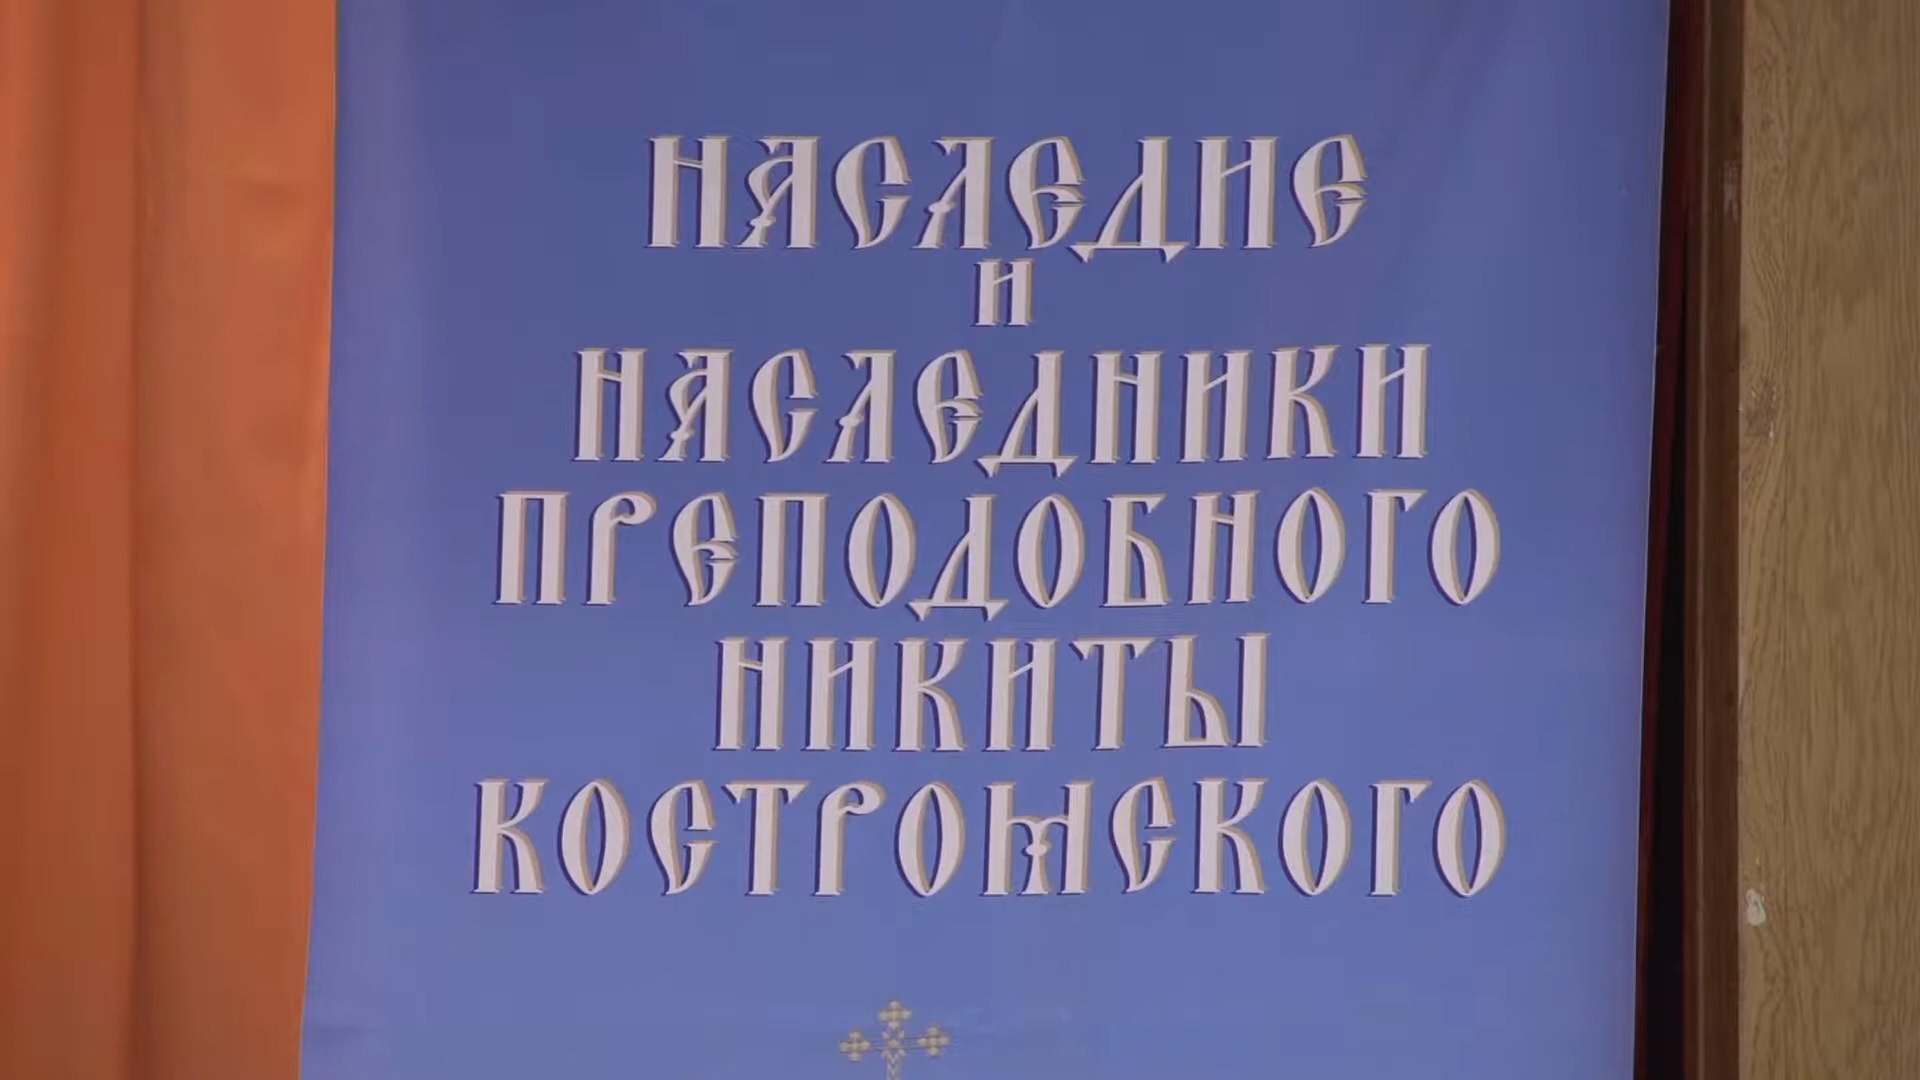 НАСЛЕДИЕ
И
НАСЛЕДНИКИ
ПРЕПОДОБНОГО
НИКИТЫ
КОСТРОМСКОГО